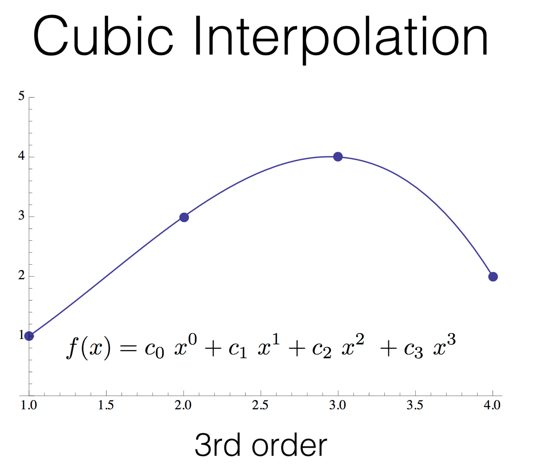 Cubic Interpolation
5
4
3
2
1
f(x) = c₀ x⁰ + c₁ x¹ + c₂ x² + c₃ x³
1.0 1.5 2.0 2.5 3.0 3.5 4.0
3rd order